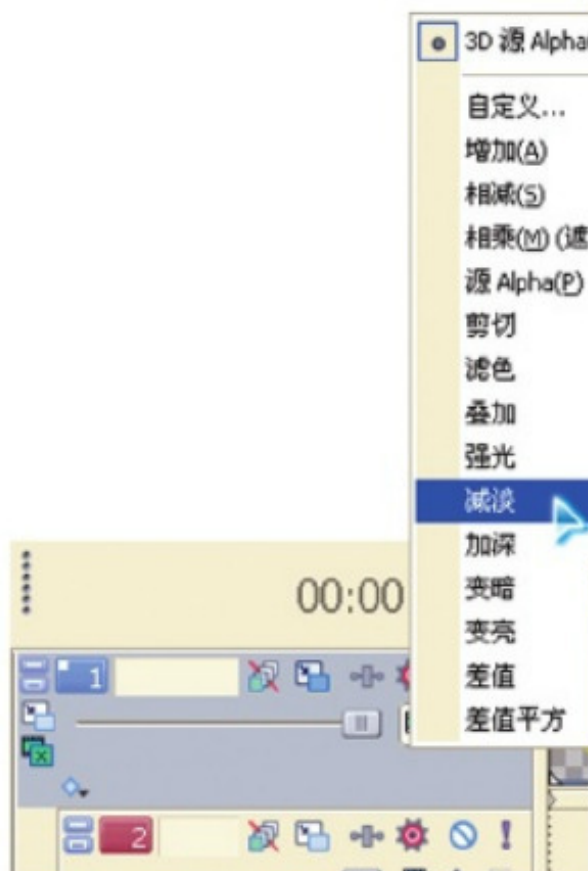 3D 源 Alpha
自定义...
增加(A)
相减(S)
相乘(M) (遮
源 Alpha(P)
剪切
滤色
叠加
强光
减淡
加深
变暗
变亮
差值
差值平方
00:00
1
2